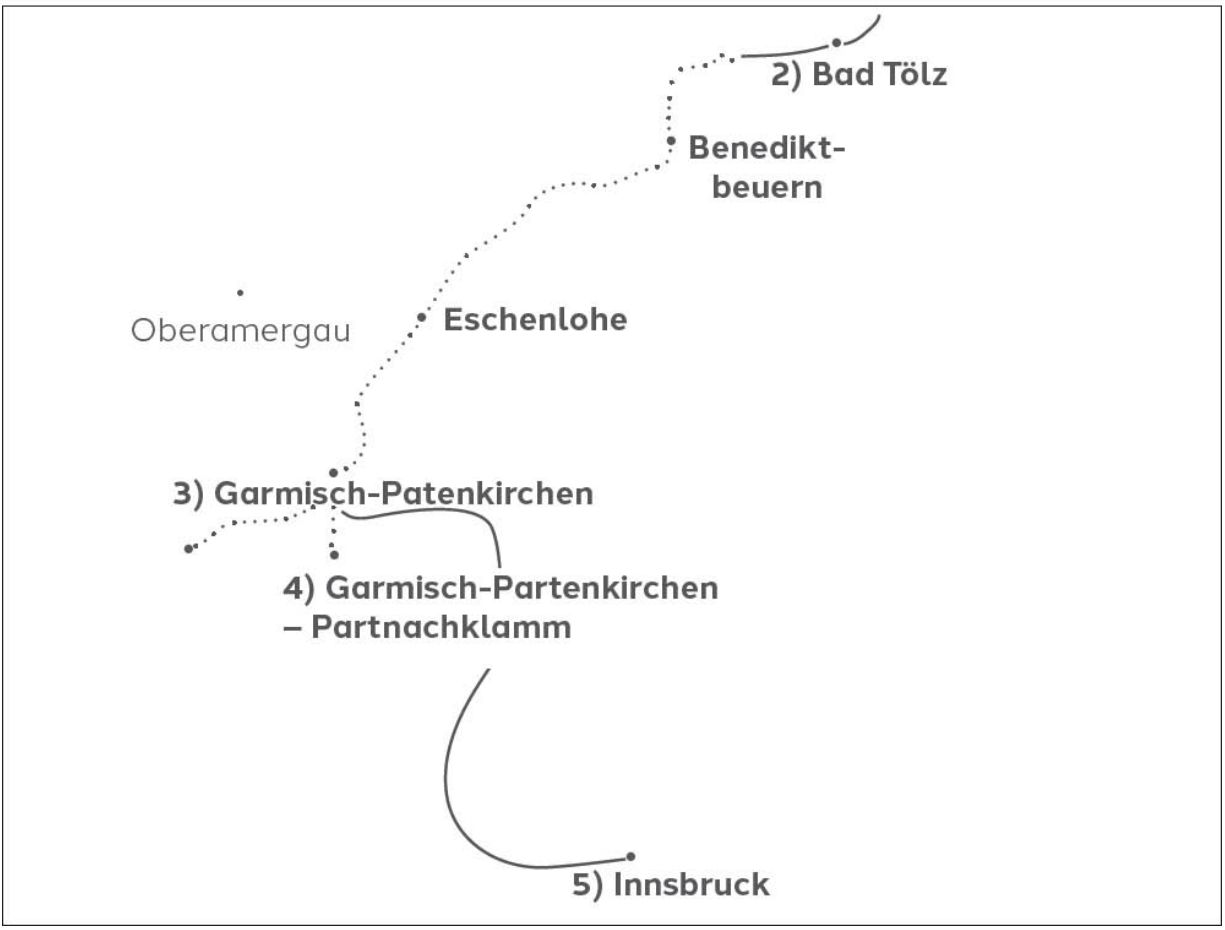 2) Bad Tölz
Benedikt-
beuern
Eschenlohe
Oberamergau
3) Garmisch-Patenkirchen
4) Garmisch-Partenkirchen
– Partnachklamm
5) Innsbruck